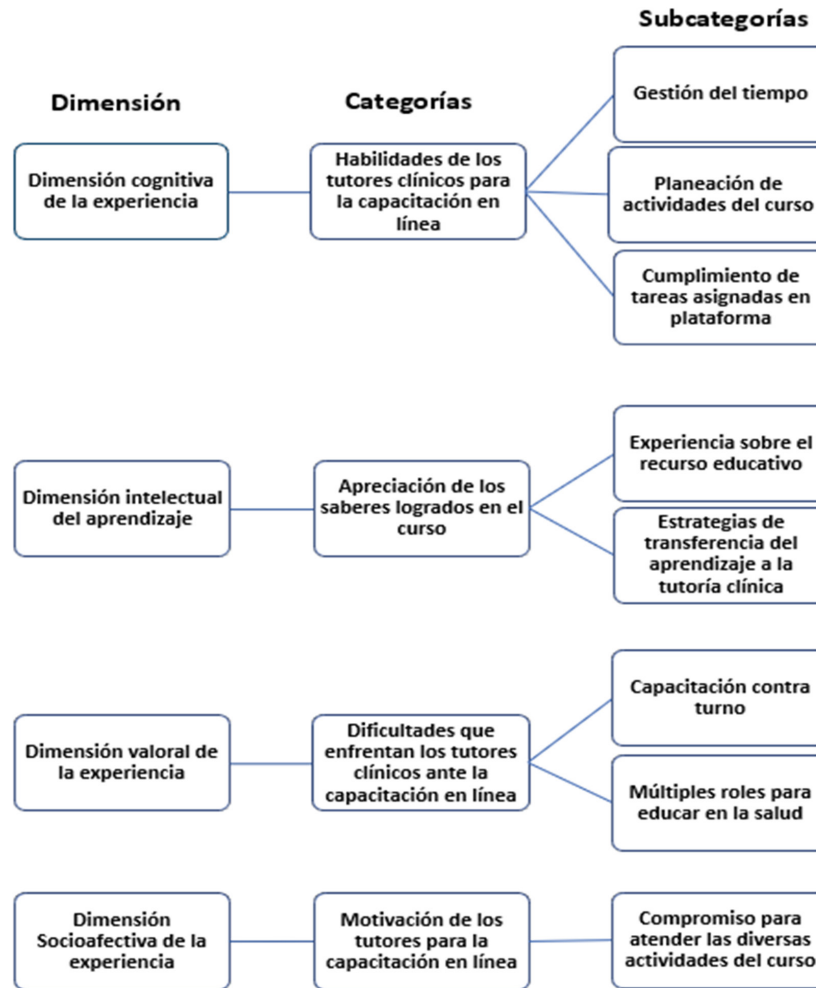 Dimensión
Categorías
Subcategorías
Dimensión cognitiva
de la experiencia
Habilidades de los
tutores clínicos para
la capacitación en
línea
Gestión del tiempo
Planeación de
actividades del curso
Cumplimiento de
tareas asignadas en
plataforma
Dimensión intelectual
del aprendizaje
Apreciación de los
saberes logrados en el
curso
Experiencia sobre el
recurso educativo
Estrategias de
transferencia del
aprendizaje a la
tutoría clínica
Dimensión valoral de
la experiencia
Dificultades que
enfrentan los tutores
clínicos ante la
capacitación en línea
Capacitación contra
turno
Múltiples roles para
educar en la salud
Dimensión
Socioafectiva de la
experiencia
Motivación de los
tutores para la
capacitación en línea
Compromiso para
atender las diversas
actividades del curso